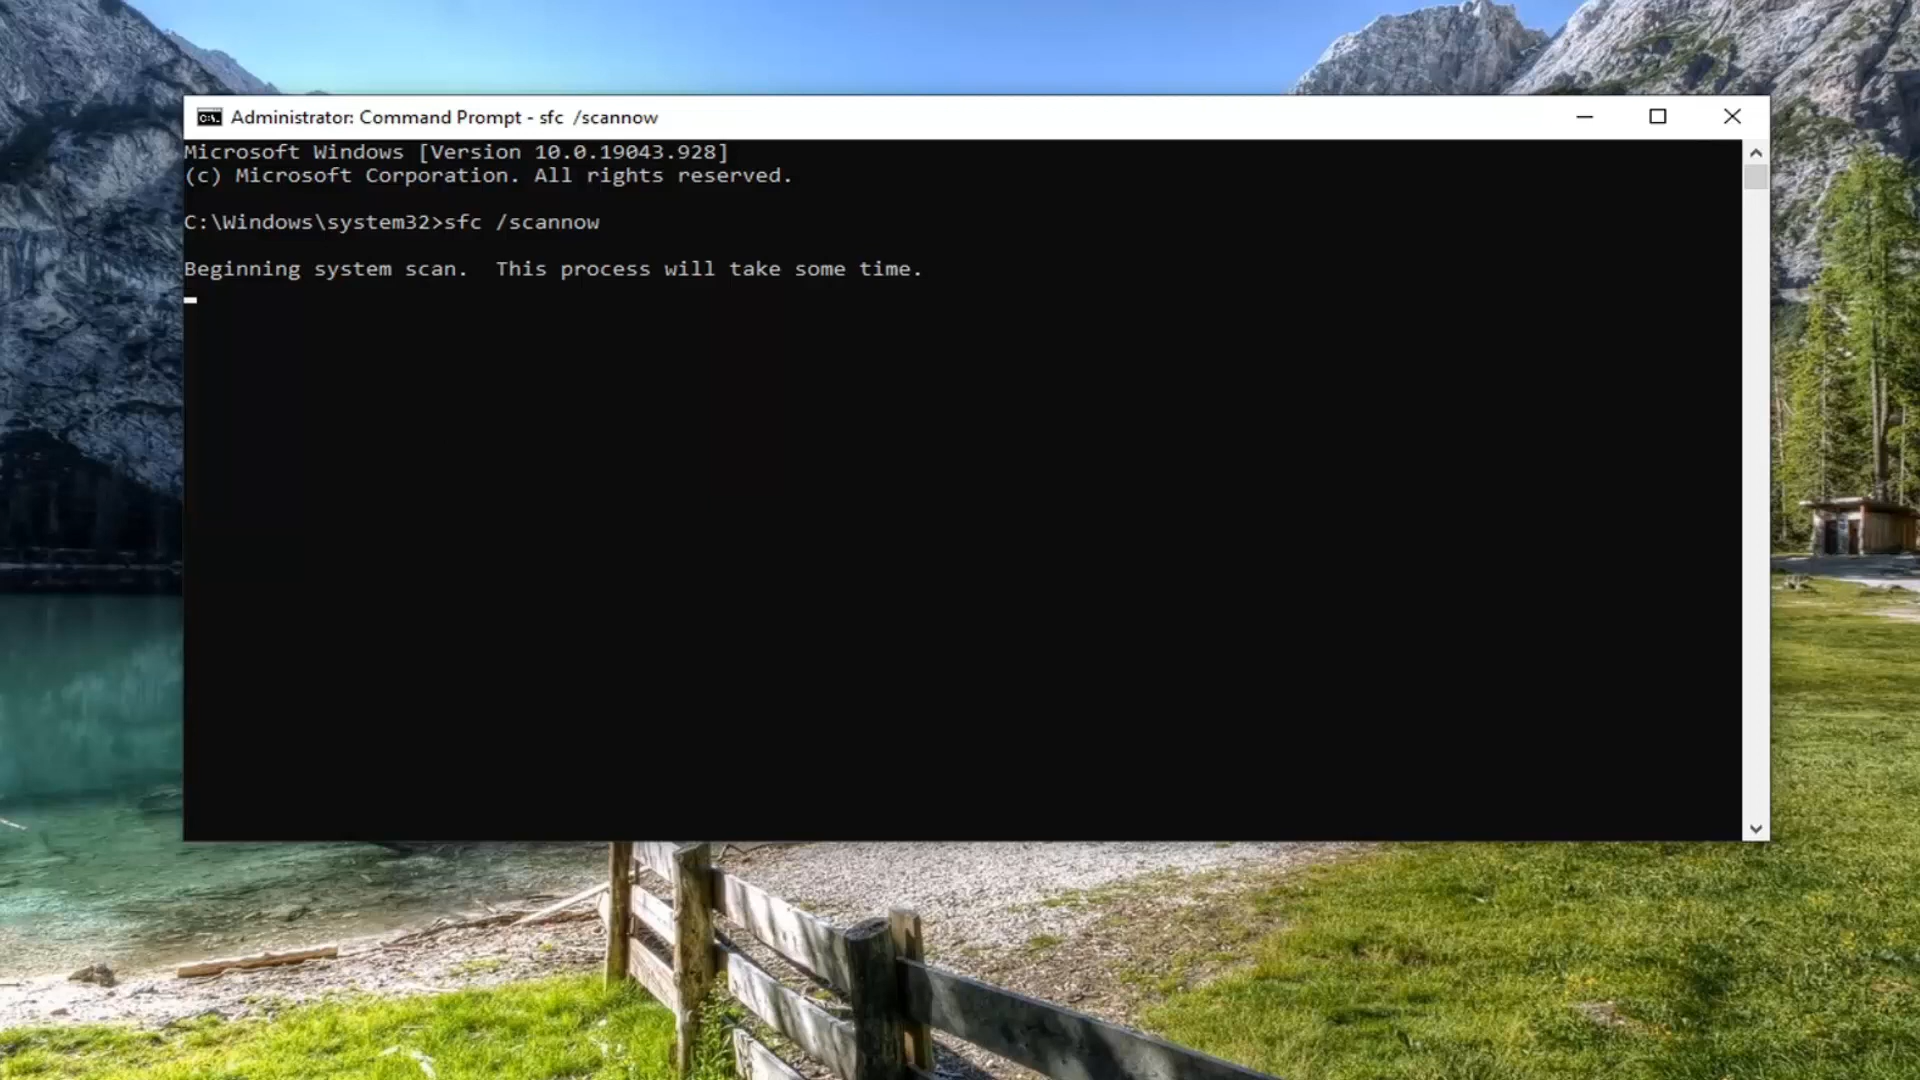 Administrator: Command Prompt - sfc  /scannow
Microsoft Windows [Version 10.0.19043.928]
(c) Microsoft Corporation. All rights reserved.
C:\Windows\system32>sfc /scannow
Beginning system scan.  This process will take some time.